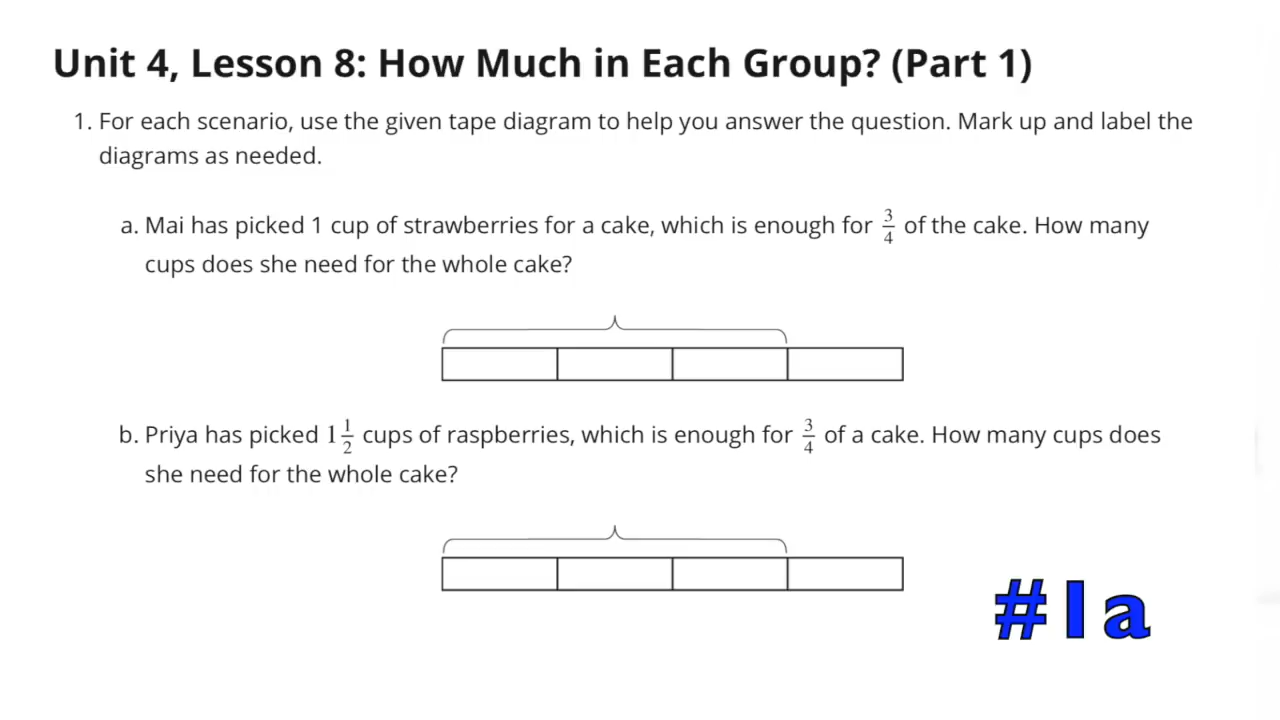 Unit 4, Lesson 8: How Much in Each Group? (Part 1)
1. For each scenario, use the given tape diagram to help you answer the question. Mark up and label the
diagrams as needed.
a. Mai has picked 1 cup of strawberries for a cake, which is enough for 3/4 of the cake. How many
cups does she need for the whole cake?
b. Priya has picked 1 1/2 cups of raspberries, which is enough for 3/4 of a cake. How many cups does
she need for the whole cake?
#1a